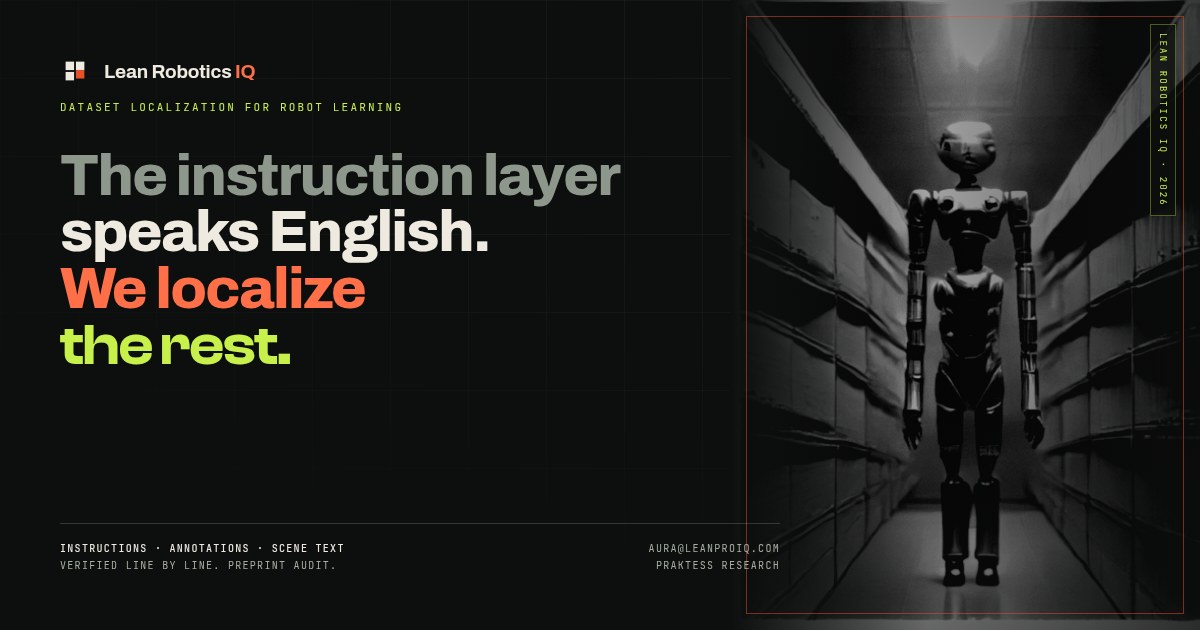 Lean Robotics IQ
DATASET LOCALIZATION FOR ROBOT LEARNING
The instruction layer
speaks English.
We localize
the rest.
INSTRUCTIONS · ANNOTATIONS · SCENE TEXT
VERIFIED LINE BY LINE. PREPRINT AUDIT.
AURA@LEANPROIQ.COM
PRAKTESS RESEARCH
LEAN ROBOTICS IQ · 2026